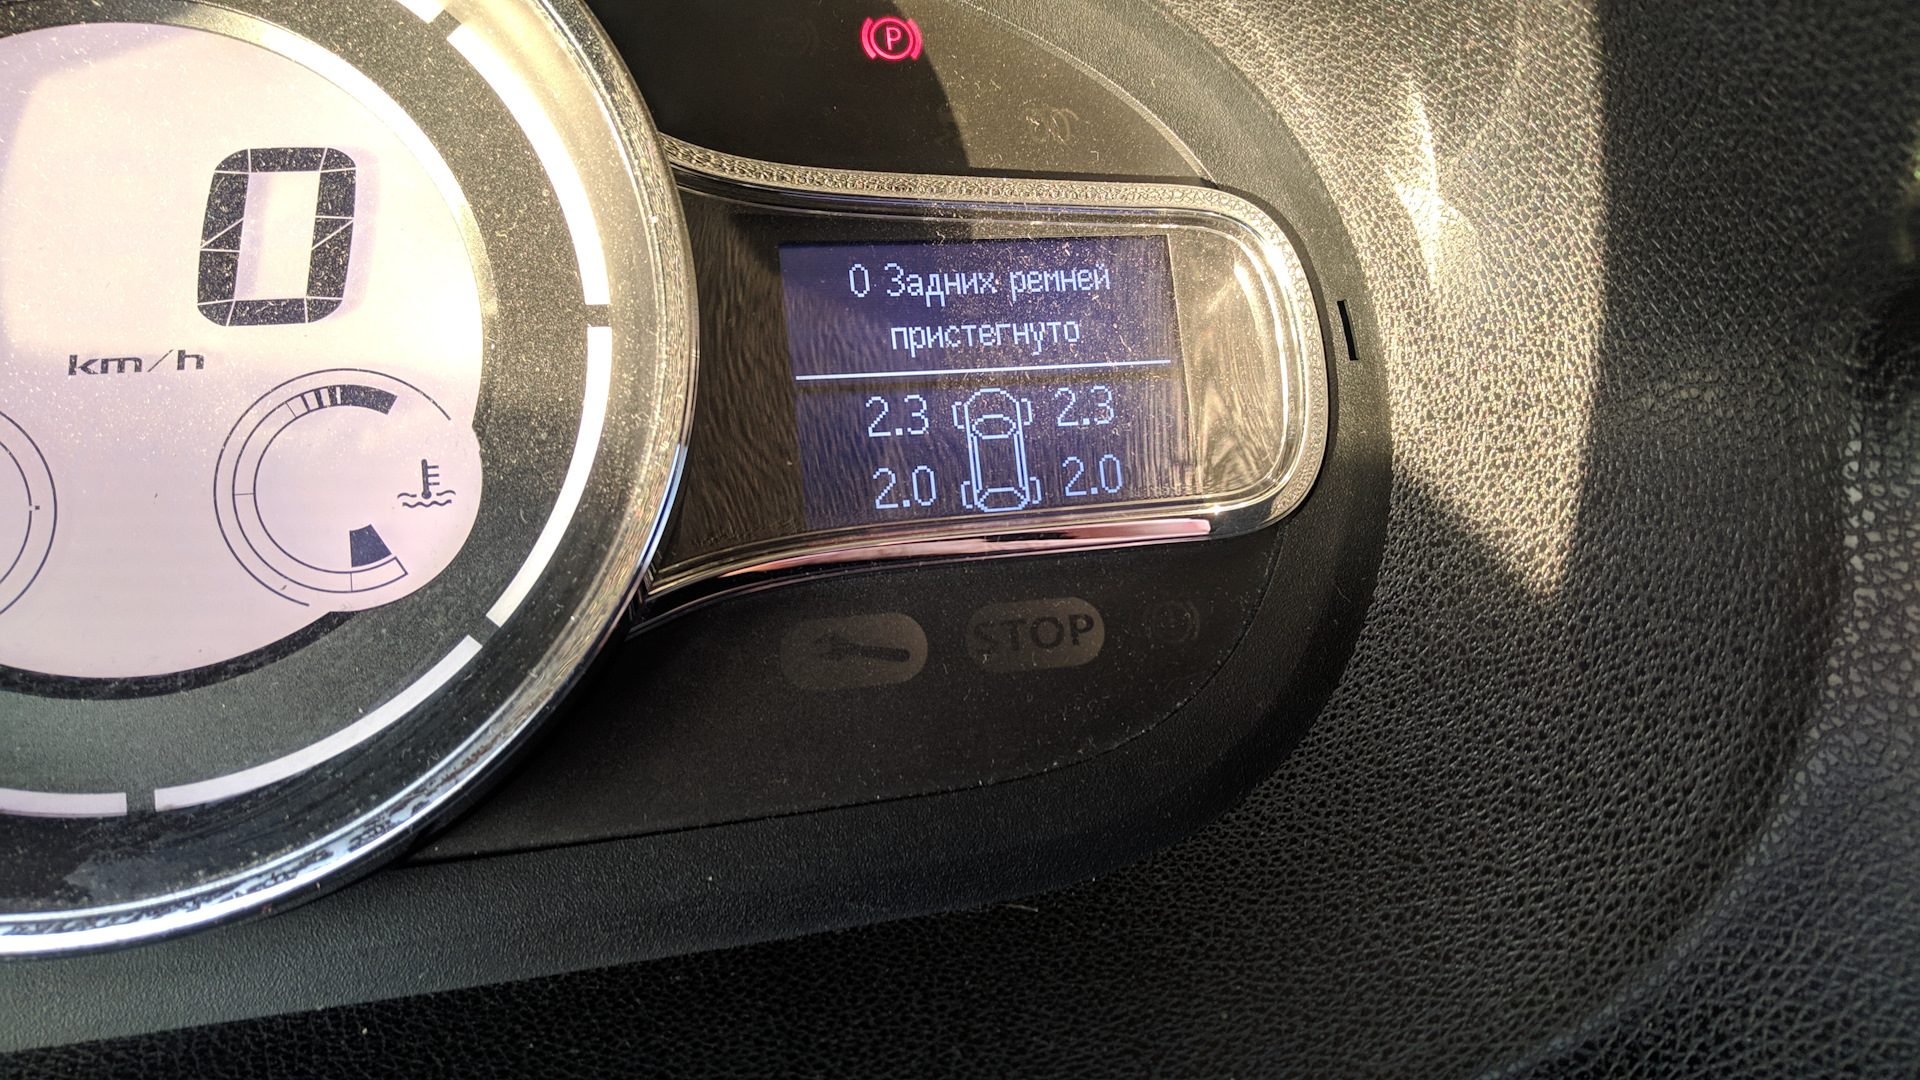 P
0
km/h
0 Задних ремней
пристегнуто
2.3 2.3
2.0 2.0
STOP